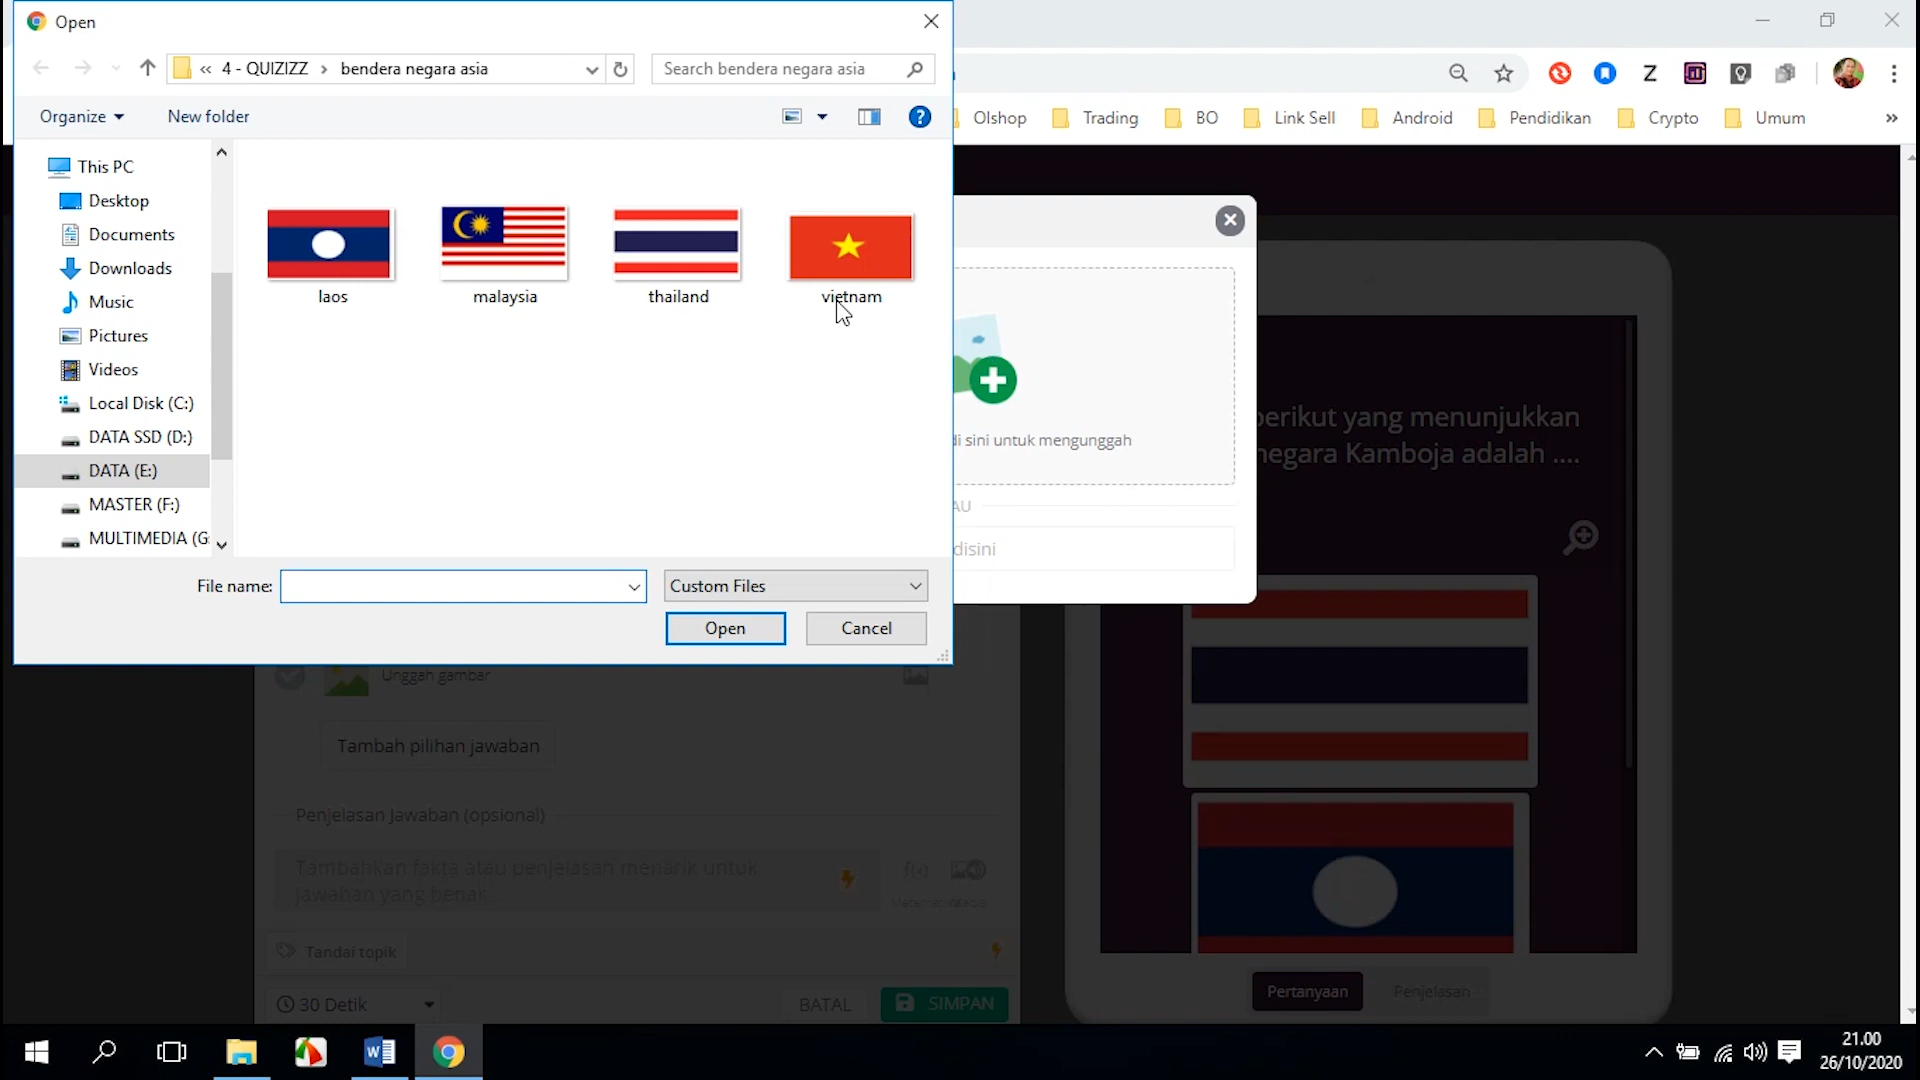 Open
« 4 - QUIZIZZ › bendera negara asia
Search bendera negara asia
Organize
New folder
?
This PC
Desktop
Documents
Downloads
Music
Pictures
Videos
Local Disk (C:)
DATA SSD (D:)
DATA (E:)
MASTER (F:)
MULTIMEDIA (G:
laos
malaysia
thailand
vietnam
File name:
Custom Files
Open
Cancel
Z
Olshop
Trading
BO
Link Sell
Android
Pendidikan
Crypto
Umum
»
di sini untuk mengunggah
AU
disini
berikut yang menunjukkan
negara Kamboja adalah ....
Unggah gambar
Tambah pilihan jawaban
Penjelasan Jawaban (opsional)
Tambahkan fakta atau penjelasan menarik untuk
jawaban yang benar.
f(x)
Tandai topik
30 Detik
BATAL
SIMPAN
Pertanyaan
Penjelasan
21.00
26/10/2020